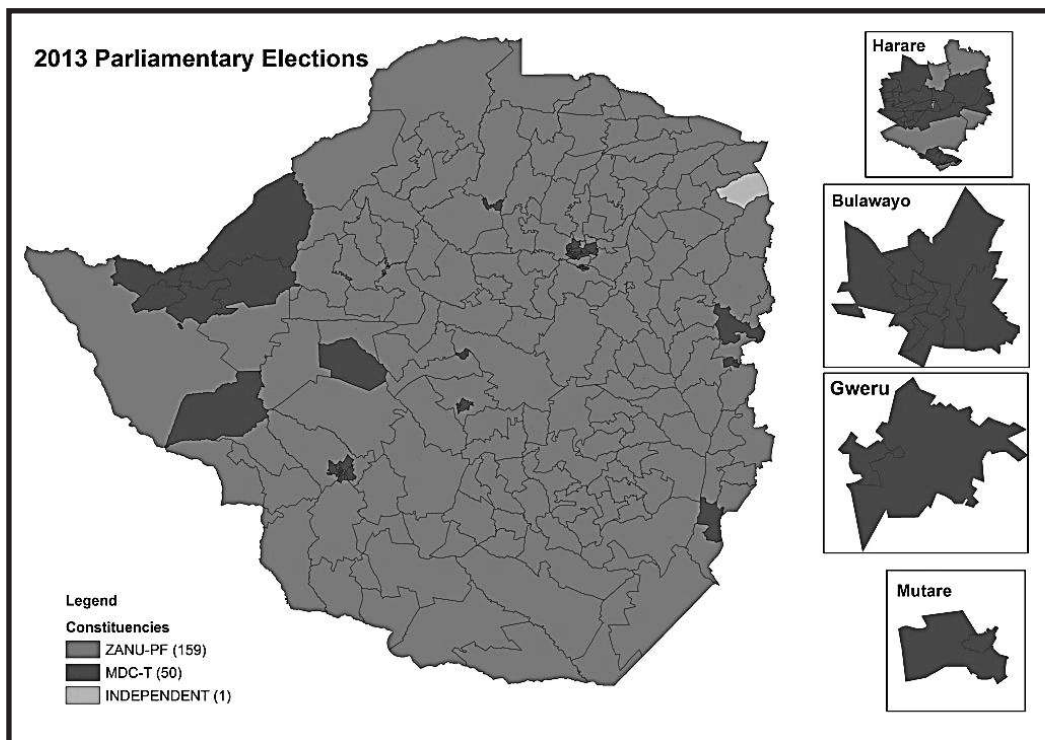 2013 Parliamentary Elections
Harare
Bulawayo
Gweru
Mutare
Legend
Constituencies
ZANU-PF (159)
MDC-T (50)
INDEPENDENT (1)